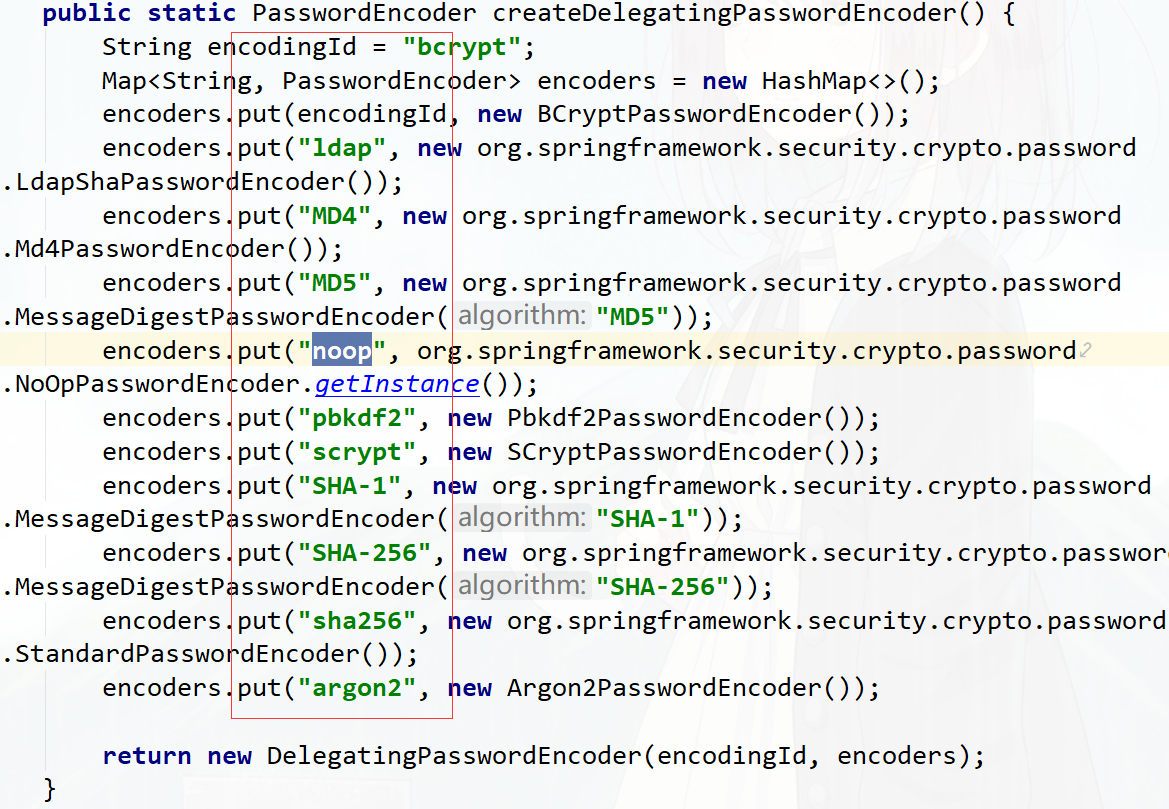 public static PasswordEncoder createDelegatingPasswordEncoder() {
String encodingId = "bcrypt";
Map<String, PasswordEncoder> encoders = new HashMap<>();
encoders.put(encodingId, new BCryptPasswordEncoder());
encoders.put("ldap", new org.springframework.security.crypto.password
.LdapShaPasswordEncoder());
encoders.put("MD4", new org.springframework.security.crypto.password
.Md4PasswordEncoder());
encoders.put("MD5", new org.springframework.security.crypto.password
.MessageDigestPasswordEncoder( algorithm: "MD5"));
encoders.put("noop", org.springframework.security.crypto.password
.NoOpPasswordEncoder.getInstance());
encoders.put("pbkdf2", new Pbkdf2PasswordEncoder());
encoders.put("scrypt", new SCryptPasswordEncoder());
encoders.put("SHA-1", new org.springframework.security.crypto.password
.MessageDigestPasswordEncoder( algorithm: "SHA-1"));
encoders.put("SHA-256", new org.springframework.security.crypto.password
.MessageDigestPasswordEncoder( algorithm: "SHA-256"));
encoders.put("sha256", new org.springframework.security.crypto.password
.StandardPasswordEncoder());
encoders.put("argon2", new Argon2PasswordEncoder());
return new DelegatingPasswordEncoder(encodingId, encoders);
}